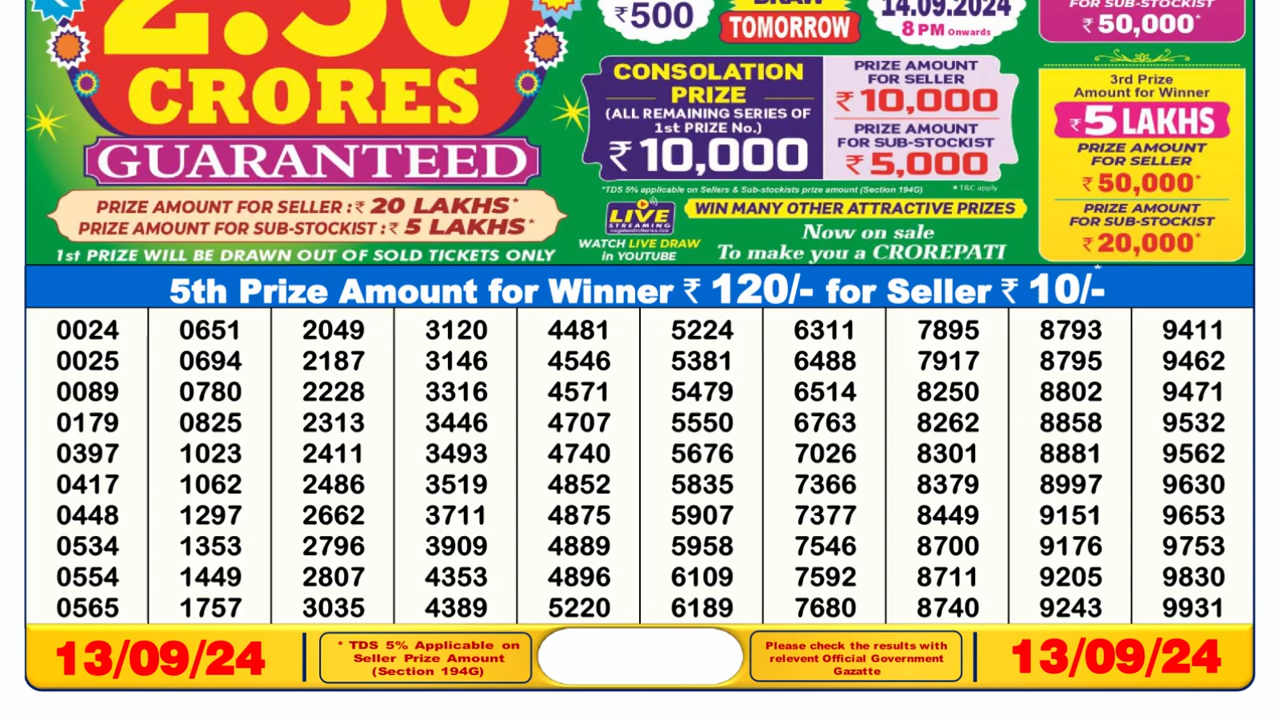 2.50
CRORES
GUARANTEED
PRIZE AMOUNT FOR SELLER :₹ 20 LAKHS*
PRIZE AMOUNT FOR SUB-STOCKIST :₹ 5 LAKHS*
1st PRIZE WILL BE DRAWN OUT OF SOLD TICKETS ONLY
₹500
DRAW
TOMORROW
14.09.2024
8 PM Onwards
FOR SUB-STOCKIST
₹ 50,000*
CONSOLATION
PRIZE
(ALL REMAINING SERIES OF
1st PRIZE No.)
₹ 10,000
PRIZE AMOUNT
FOR SELLER
₹ 10,000
PRIZE AMOUNT
FOR SUB-STOCKIST
₹ 5,000
*TDS 5% applicable on Sellers & Sub-stockists prize amount (Section 194G)
★T&C apply
LIVE
STREAMING
nagalandlotteries.live
WATCH LIVE DRAW
in YOUTUBE
WIN MANY OTHER ATTRACTIVE PRIZES
Now on sale
To make you a CROREPATI
3rd Prize
Amount for Winner
₹5 LAKHS
PRIZE AMOUNT
FOR SELLER
₹ 50,000*
PRIZE AMOUNT
FOR SUB-STOCKIST
₹ 20,000*
5th Prize Amount for Winner ₹ 120/- for Seller ₹ 10/-*
0024 0651 2049 3120 4481 5224 6311 7895 8793 9411
0025 0694 2187 3146 4546 5381 6488 7917 8795 9462
0089 0780 2228 3316 4571 5479 6514 8250 8802 9471
0179 0825 2313 3446 4707 5550 6763 8262 8858 9532
0397 1023 2411 3493 4740 5676 7026 8301 8881 9562
0417 1062 2486 3519 4852 5835 7366 8379 8997 9630
0448 1297 2662 3711 4875 5907 7377 8449 9151 9653
0534 1353 2796 3909 4889 5958 7546 8700 9176 9753
0554 1449 2807 4353 4896 6109 7592 8711 9205 9830
0565 1757 3035 4389 5220 6189 7680 8740 9243 9931
13/09/24
* TDS 5% Applicable on
Seller Prize Amount
(Section 194G)
Please check the results with
relevent Official Government
Gazatte
13/09/24